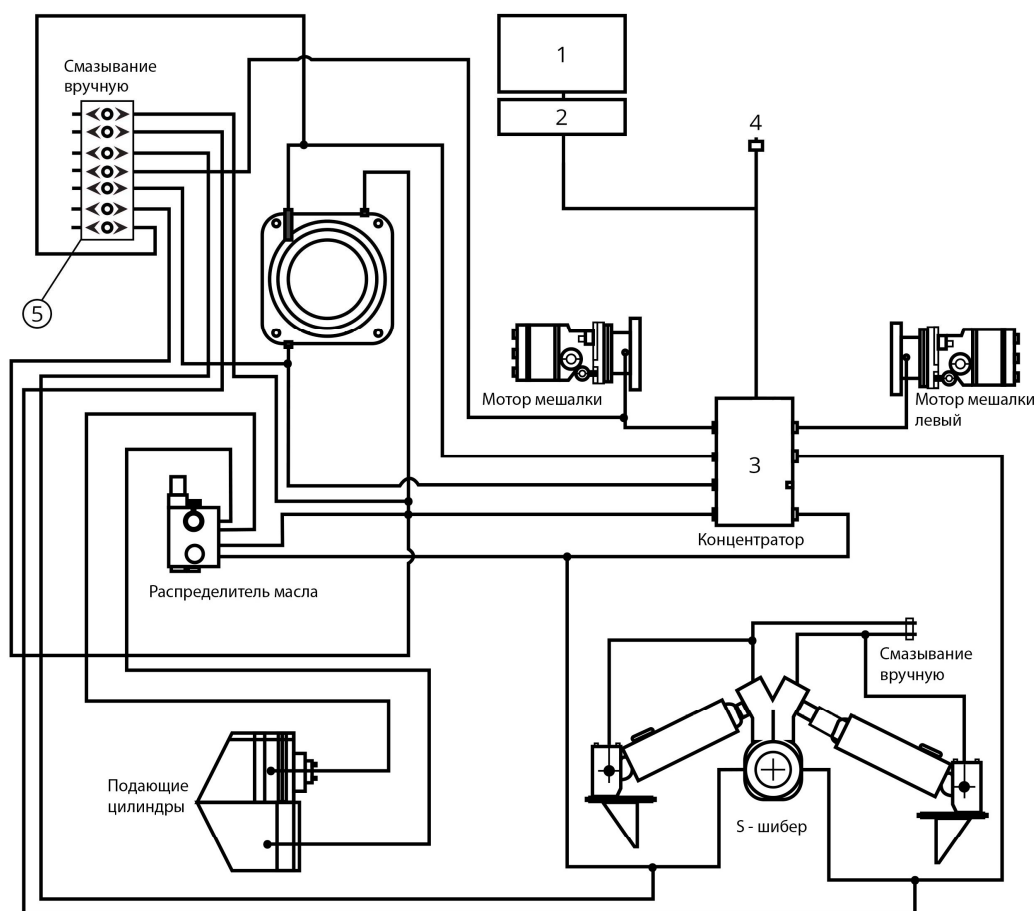 Смазывание
вручную
1
2
4
5
Мотор мешалки
Мотор мешалки
левый
3
Концентратор
Распределитель масла
Смазывание
вручную
Подающие
цилиндры
S - шибер